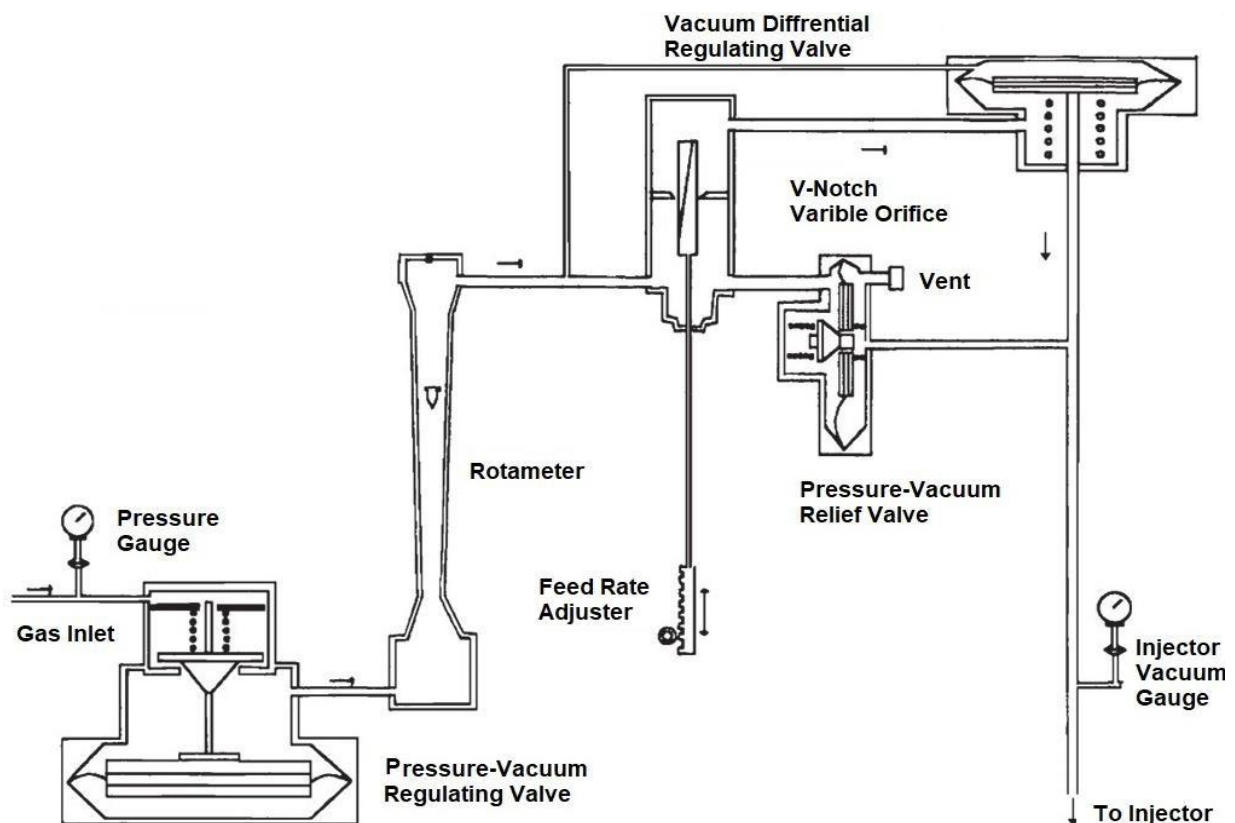 Vacuum Diffrential
Regulating Valve
V-Notch
Varible Orifice
Vent
Rotameter
Pressure-Vacuum
Relief Valve
Pressure
Gauge
Feed Rate
Adjuster
Gas Inlet
Injector
Vacuum
Gauge
Pressure-Vacuum
Regulating Valve
To Injector